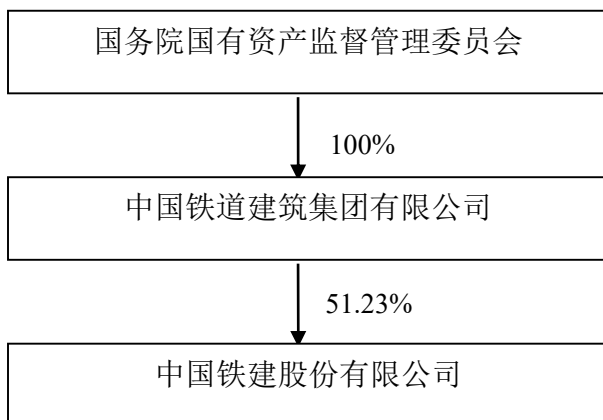 国务院国有资产监督管理委员会
100%
中国铁道建筑集团有限公司
51.23%
中国铁建股份有限公司